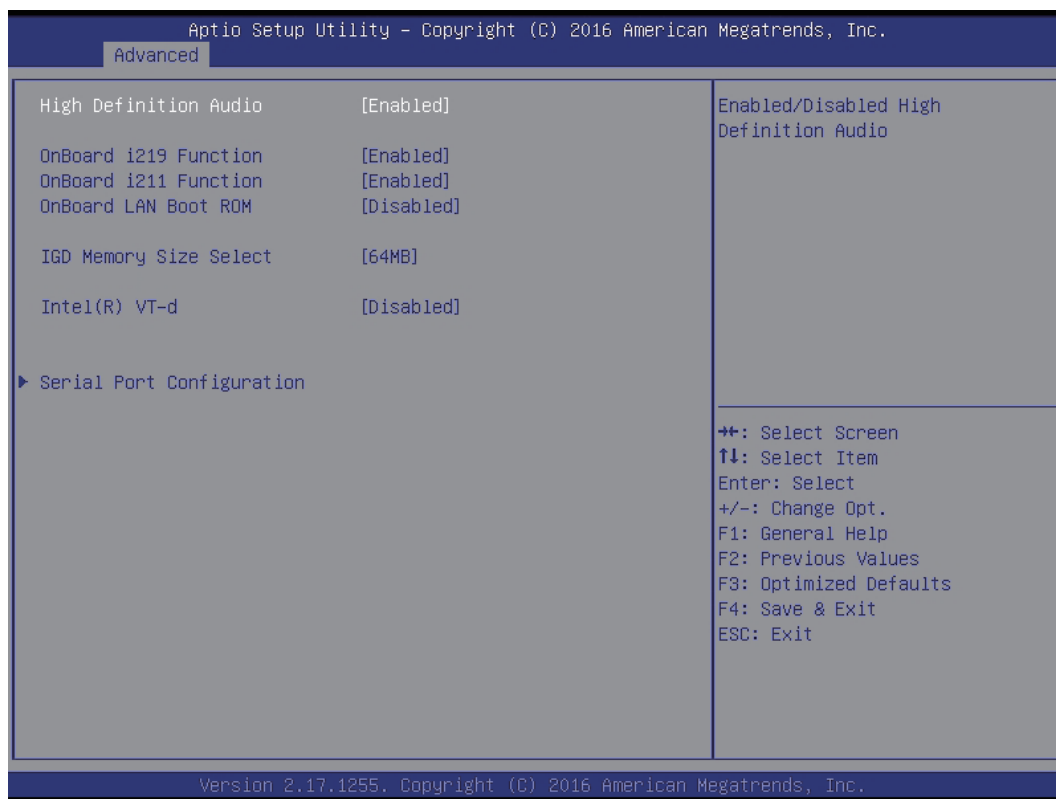 Aptio Setup Utility – Copyright (C) 2016 American Megatrends, Inc.
Advanced
High Definition Audio [Enabled]
OnBoard i219 Function [Enabled]
OnBoard i211 Function [Enabled]
OnBoard LAN Boot ROM [Disabled]
IGD Memory Size Select [64MB]
Intel(R) VT-d [Disabled]
Serial Port Configuration
Enabled/Disabled High
Definition Audio
→←: Select Screen
↑↓: Select Item
Enter: Select
+/-: Change Opt.
F1: General Help
F2: Previous Values
F3: Optimized Defaults
F4: Save & Exit
ESC: Exit
Version 2.17.1255. Copyright (C) 2016 American Megatrends, Inc.